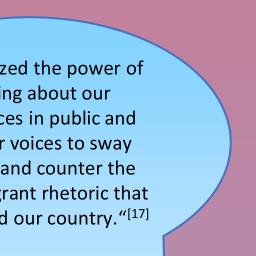 zed the power of
ing about our
ces in public and
r voices to sway
and counter the
grant rhetoric that
d our country.“[17]